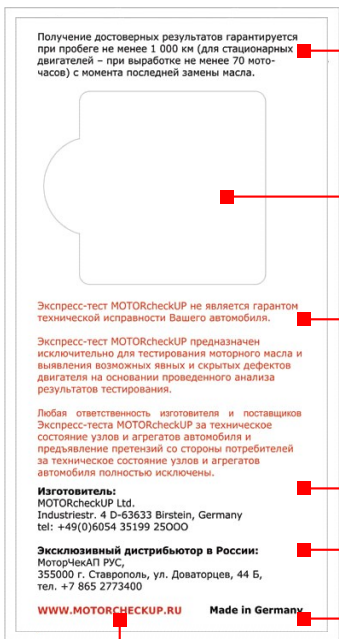 Получение достоверных результатов гарантируется
при пробеге не менее 1 000 км (для стационарных
двигателей – при выработке не менее 70 мото-
часов) с момента последней замены масла.
Экспресс-тест MOTORcheckUP не является гарантом
технической исправности Вашего автомобиля.
Экспресс-тест MOTORcheckUP предназначен
исключительно для тестирования моторного масла и
выявления возможных явных и скрытых дефектов
двигателя на основании проведенного анализа
результатов тестирования.
Любая ответственность изготовителя и поставщиков
Экспресс-теста MOTORcheckUP за техническое
состояние узлов и агрегатов автомобиля и
предъявление претензий со стороны потребителей
за техническое состояние узлов и агрегатов
автомобиля полностью исключены.
Изготовитель:
MOTORcheckUP Ltd.
Industriestr. 4 D-63633 Birstein, Germany
tel: +49(0)6054 35199 25OOO
Эксклюзивный дистрибьютор в России:
МоторЧекАП РУС,
355000 г. Ставрополь, ул. Доваторцев, 44 Б,
тел. +7 865 2773400
WWW.MOTORCHECKUP.RU Made in Germany